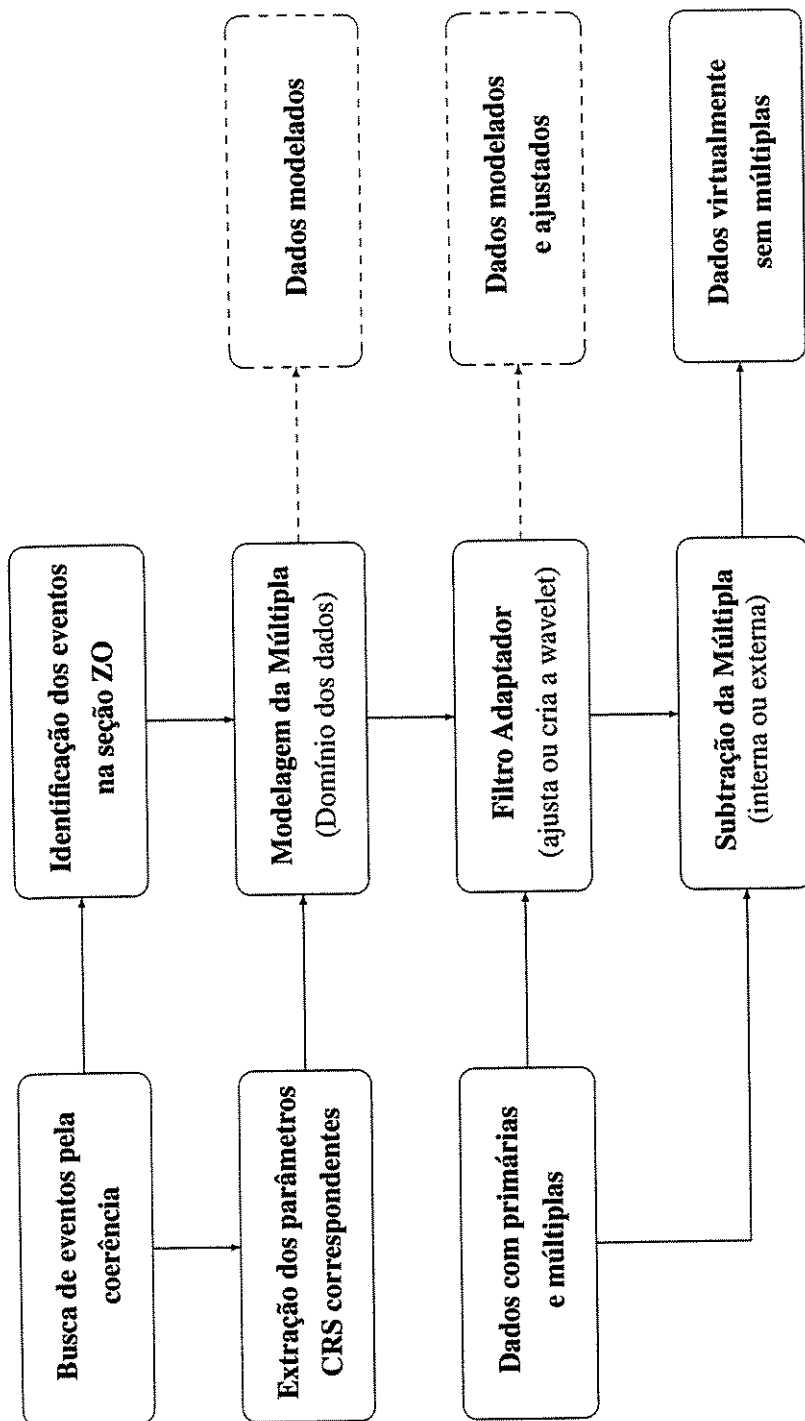 Busca de eventos pela
coerência
Identificação dos eventos
na seção ZO
Extração dos parâmetros
CRS correspondentes
Modelagem da Múltipla
(Domínio dos dados)
Dados modelados
Dados com primárias
e múltiplas
Filtro Adaptador
(ajusta ou cria a wavelet)
Dados modelados
e ajustados
Subtração da Múltipla
(interna ou externa)
Dados virtualmente
sem múltiplas